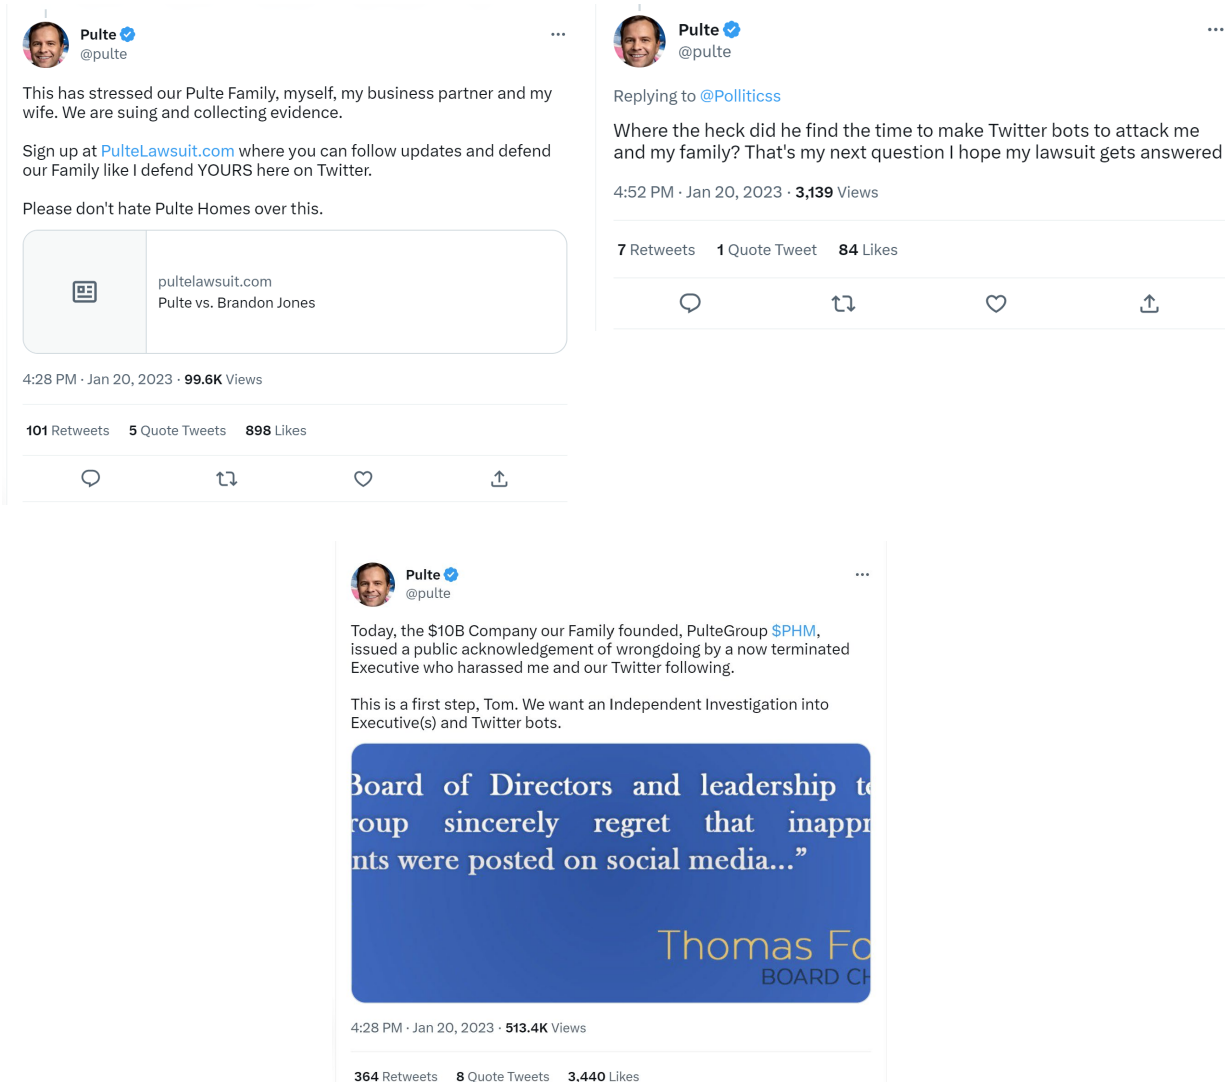 Pulte
@pulte
This has stressed our Pulte Family, myself, my business partner and my
wife. We are suing and collecting evidence.
Sign up at PulteLawsuit.com where you can follow updates and defend
our Family like I defend YOURS here on Twitter.
Please don't hate Pulte Homes over this.
pultelawsuit.com
Pulte vs. Brandon Jones
4:28 PM · Jan 20, 2023 · 99.6K Views
101 Retweets 5 Quote Tweets 898 Likes
Pulte
@pulte
Replying to @Polliticss
Where the heck did he find the time to make Twitter bots to attack me
and my family? That's my next question I hope my lawsuit gets answered
4:52 PM · Jan 20, 2023 · 3,139 Views
7 Retweets 1 Quote Tweet 84 Likes
Pulte
@pulte
Today, the $10B Company our Family founded, PulteGroup $PHM,
issued a public acknowledgement of wrongdoing by a now terminated
Executive who harassed me and our Twitter following.
This is a first step, Tom. We want an Independent Investigation into
Executive(s) and Twitter bots.
Board of Directors and leadership
roup sincerely regret that inappr
nts were posted on social media...”
Thomas Fo
BOARD CH
4:28 PM · Jan 20, 2023 · 513.4K Views
364 Retweets 8 Quote Tweets 3,440 Likes